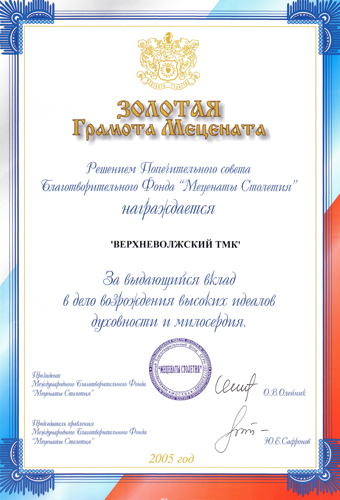 ЗОЛОТАЯ
Грамота Мецената
Решением Попечительного совета
Благотворительного Фонда “Меценаты Столетия”
награждается
'ВЕРХНЕВОЛЖСКИЙ ТМК'
За выдающийся вклад
в дело возрождения высоких идеалов
духовности и милосердия.
"МЕЦЕНАТЫ СТОЛЕТИЯ"
Президент
Международного Благотворительного Фонда
“Меценаты Столетия”
О.В.Олейник
Председатель правления
Международного Благотворительного Фонда
“Меценаты Столетия”
Ю.Е.Сафронов
2005 год